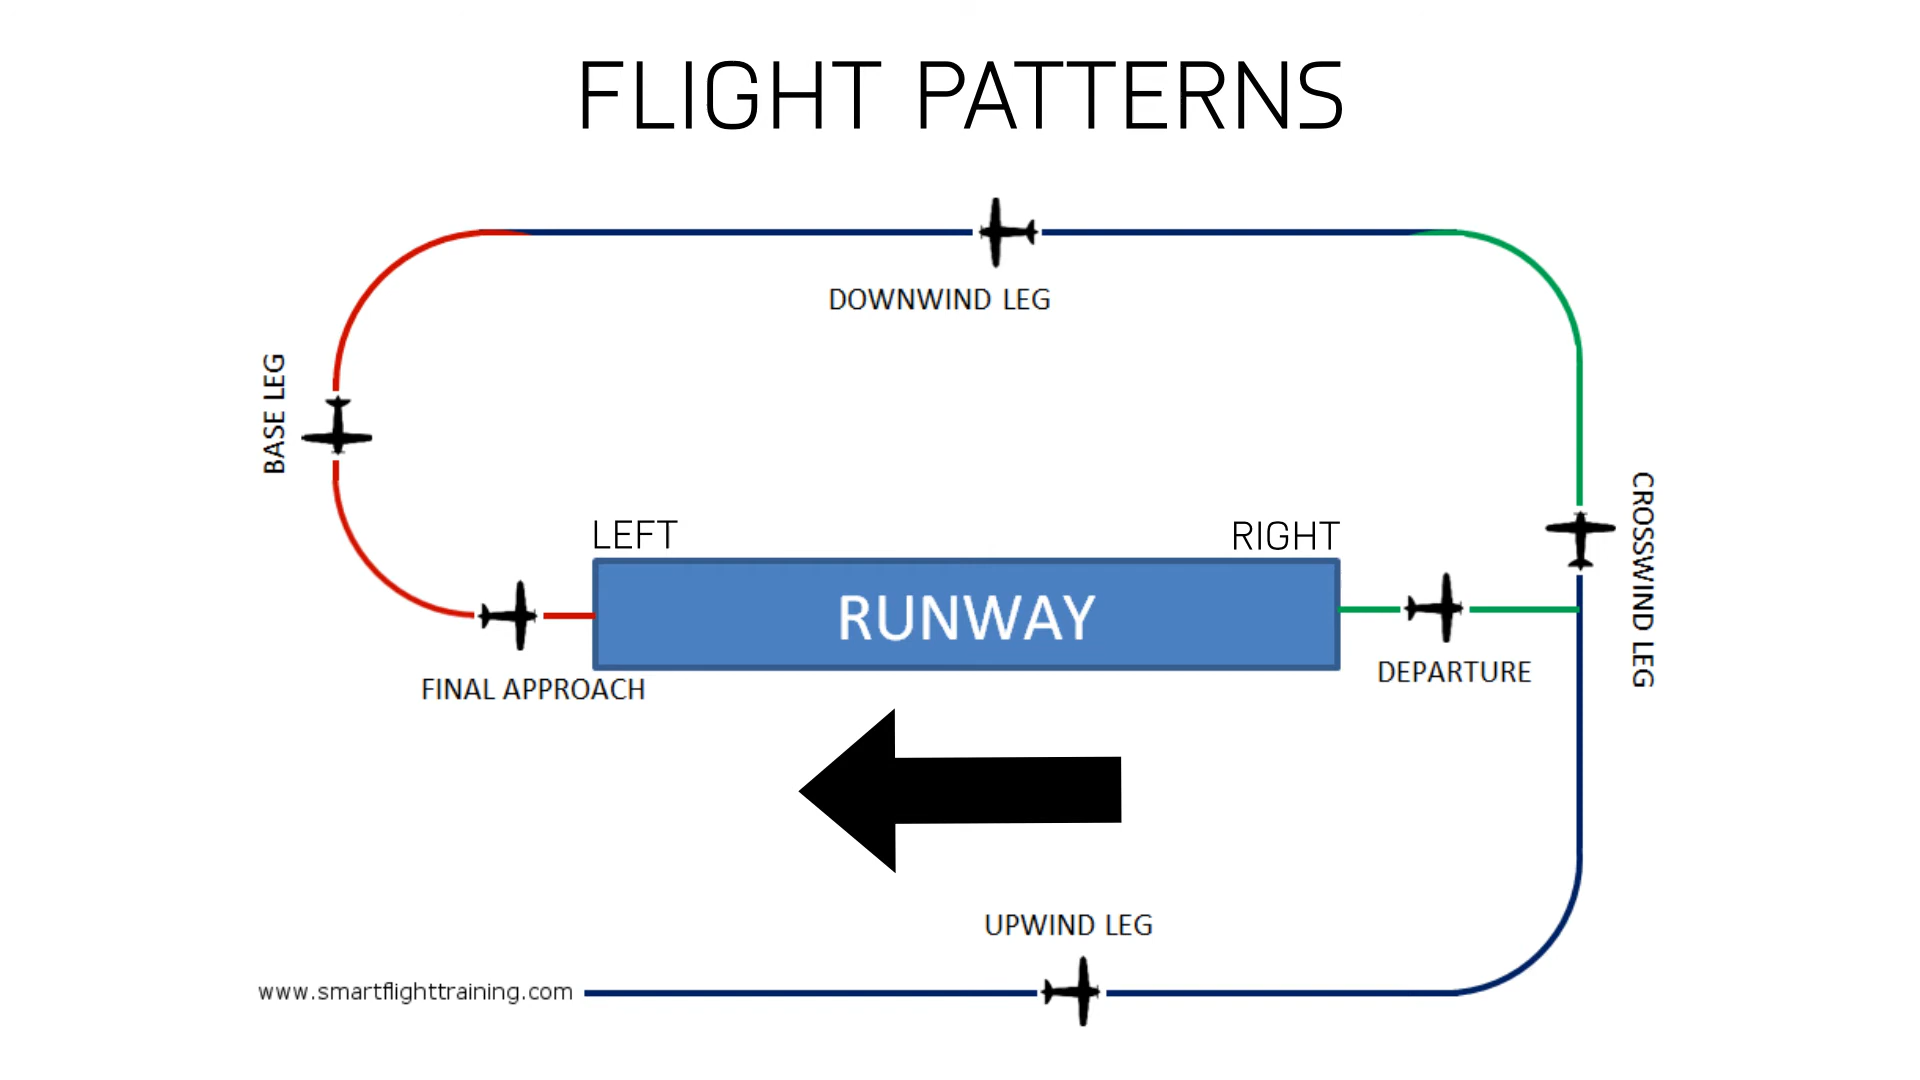 FLIGHT PATTERNS
DOWNWIND LEG
BASE LEG
LEFT
RIGHT
RUNWAY
CROSSWIND LEG
FINAL APPROACH
DEPARTURE
UPWIND LEG
www.smartflighttraining.com